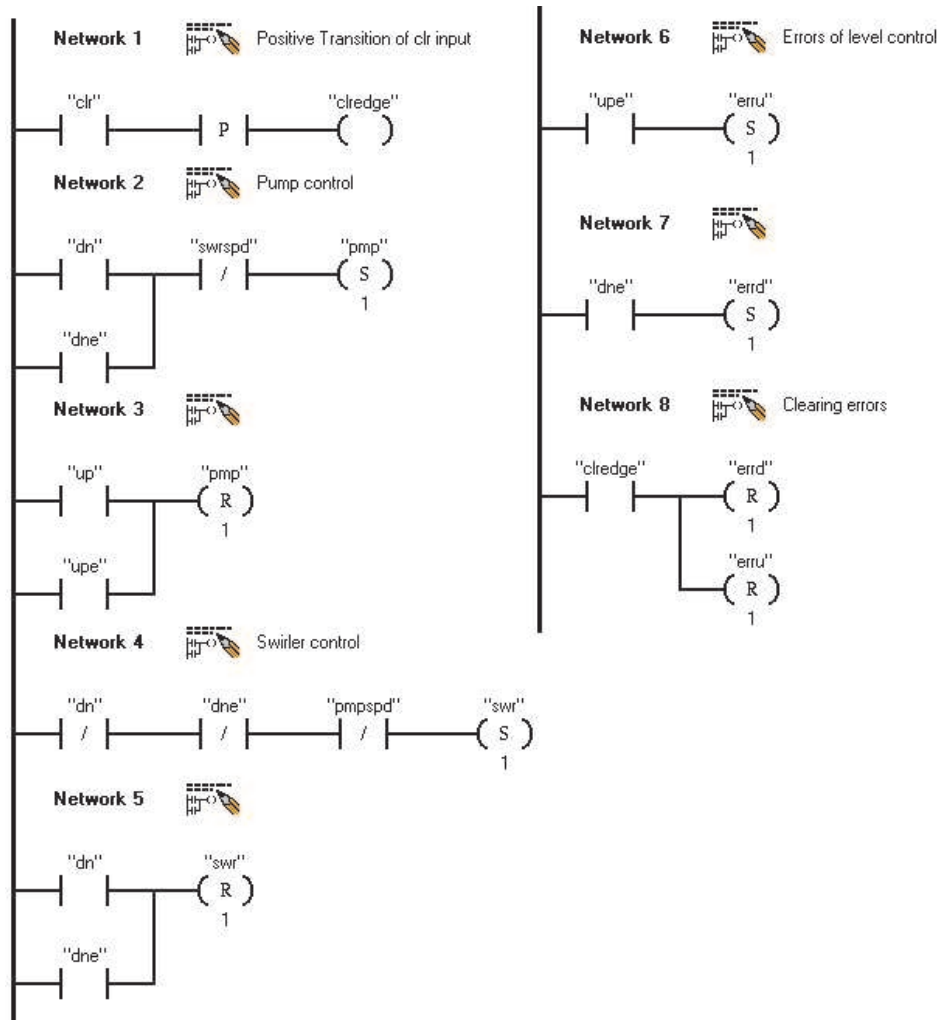 Network 1 Positive Transition of clr input
"clr" "clredge"
P ( )
Network 2 Pump control
"dn" "swrspd" "pmp"
/ ( S )
1
"dne"
Network 3
"up" "pmp"
( R )
1
"upe"
Network 4 Swirler control
"dn" "dne" "pmpspd" "swr"
/ / / ( S )
1
Network 5
"dn" "swr"
( R )
1
"dne"
Network 6 Errors of level control
"upe" "erru"
( S )
1
Network 7
"dne" "errd"
( S )
1
Network 8 Clearing errors
"clredge" "errd"
( R )
1
"erru"
( R )
1